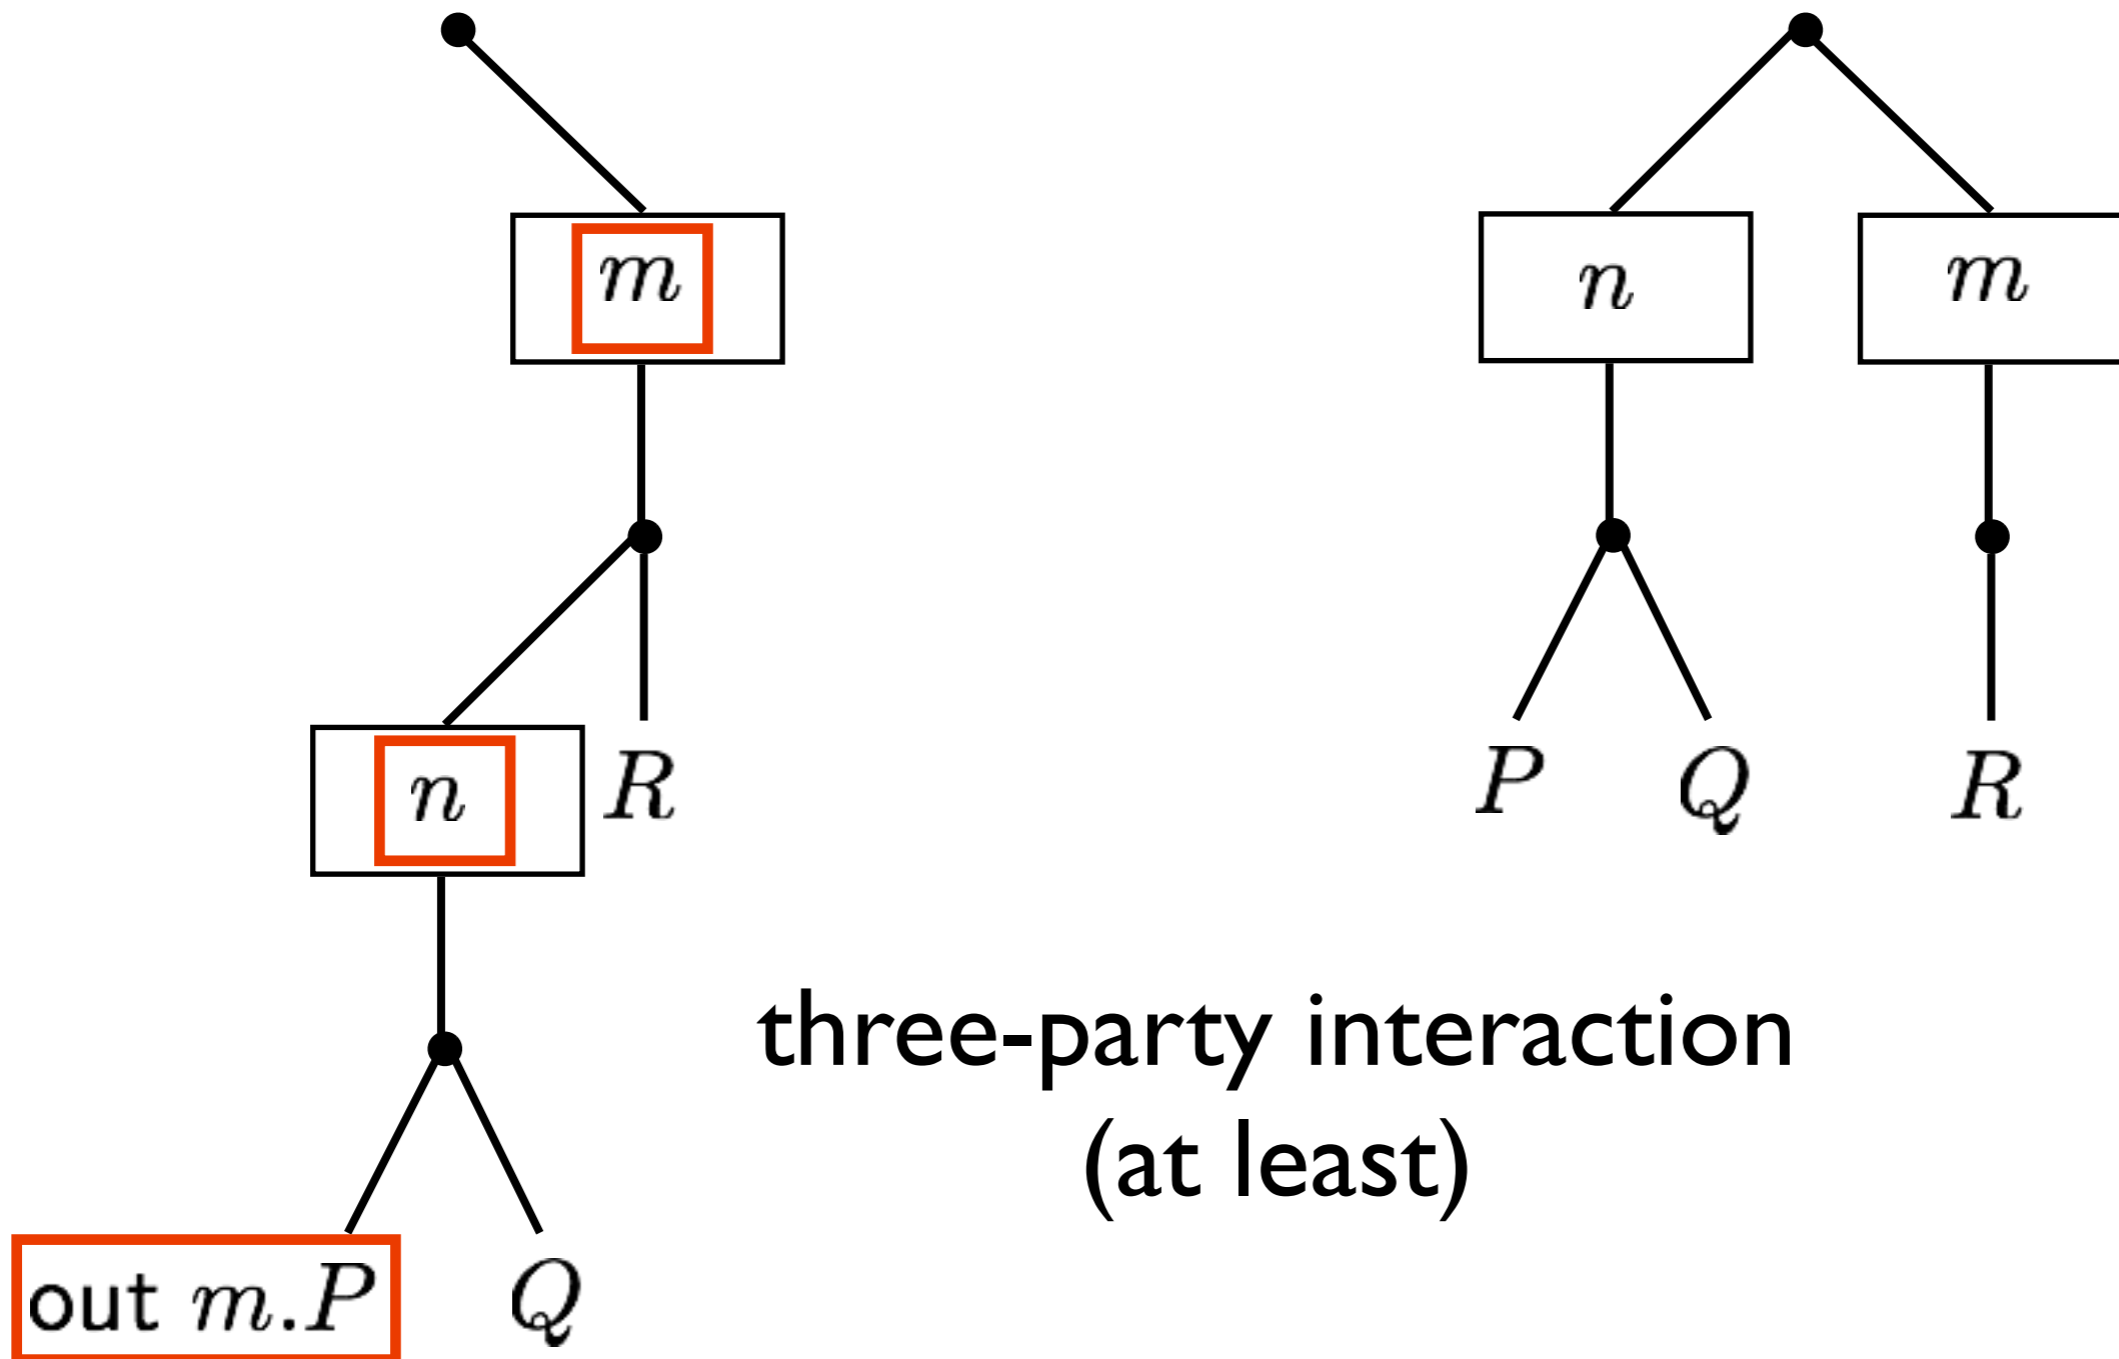 m
n m
n R
P Q R
three-party interaction
(at least)
out m.P Q